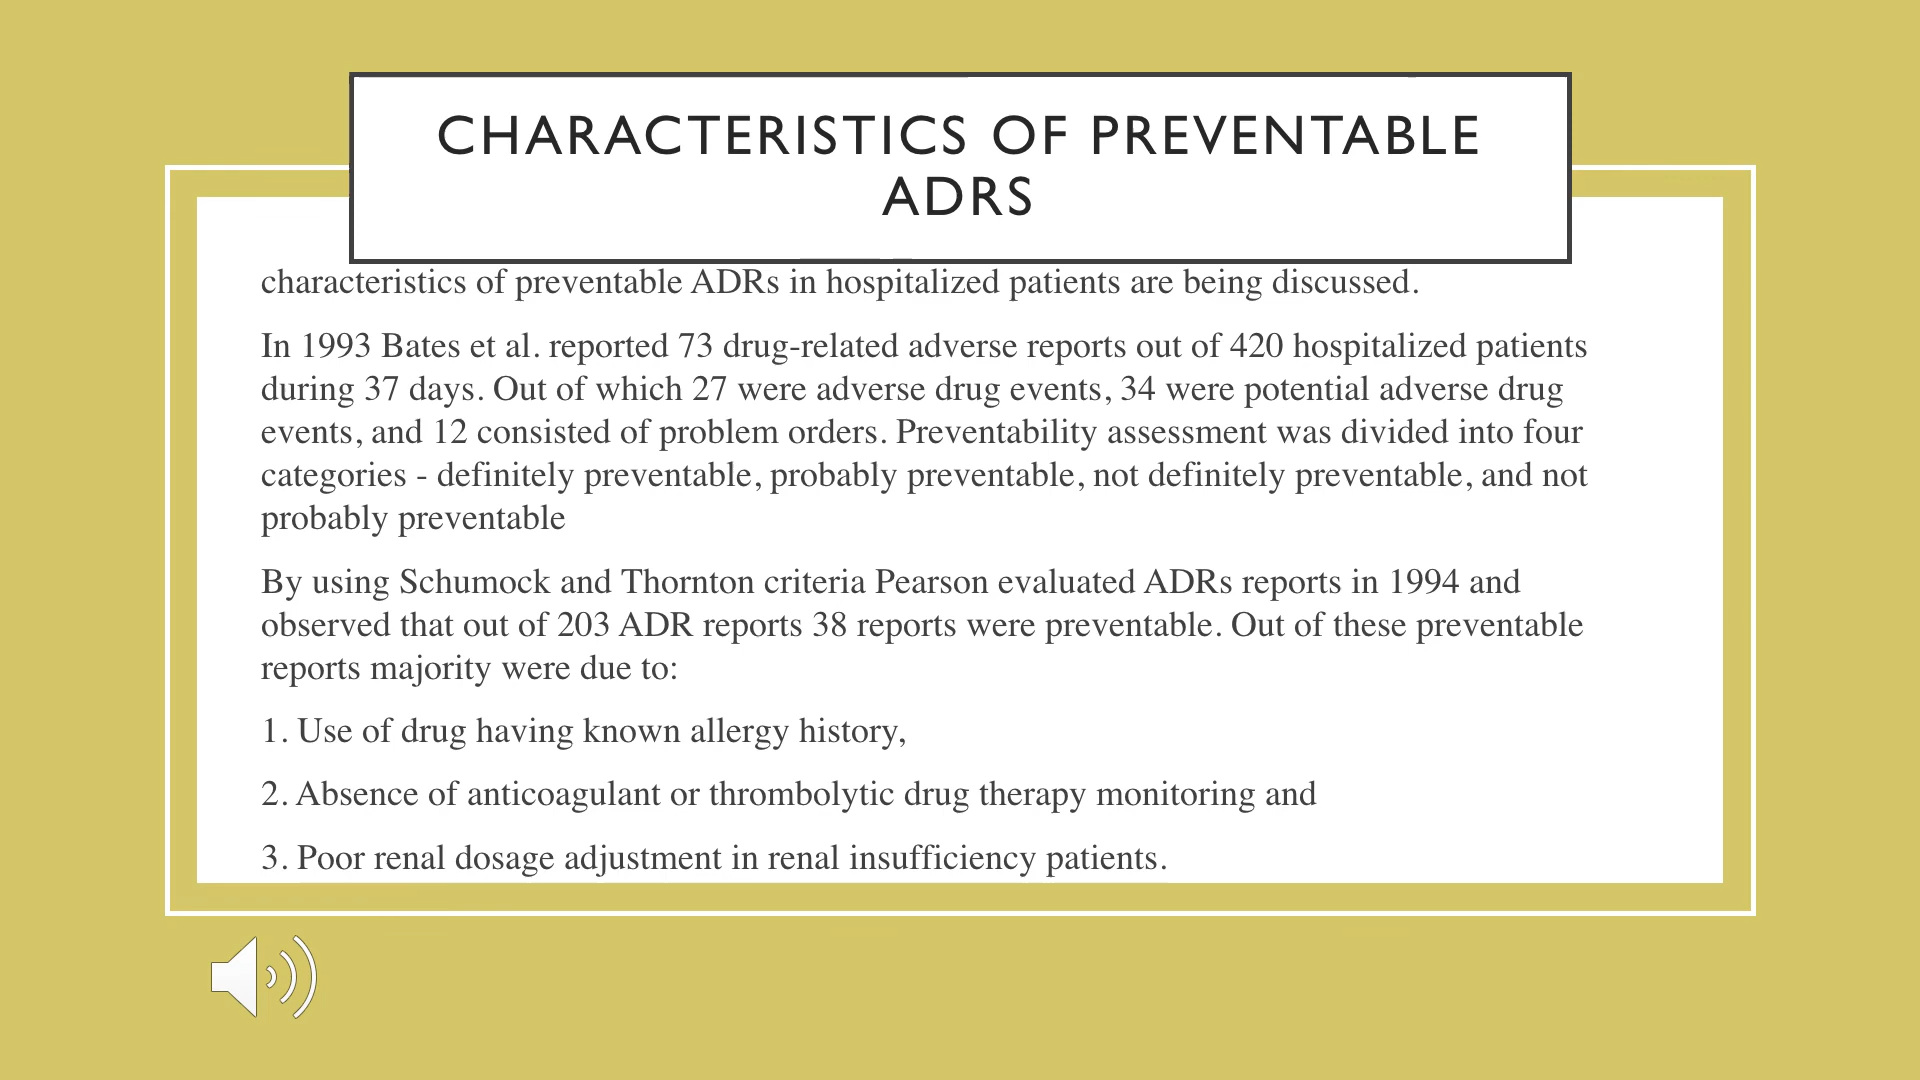 CHARACTERISTICS OF PREVENTABLE
ADRS
characteristics of preventable ADRs in hospitalized patients are being discussed.
In 1993 Bates et al. reported 73 drug-related adverse reports out of 420 hospitalized patients
during 37 days. Out of which 27 were adverse drug events, 34 were potential adverse drug
events, and 12 consisted of problem orders. Preventability assessment was divided into four
categories - definitely preventable, probably preventable, not definitely preventable, and not
probably preventable
By using Schumock and Thornton criteria Pearson evaluated ADRs reports in 1994 and
observed that out of 203 ADR reports 38 reports were preventable. Out of these preventable
reports majority were due to:
1. Use of drug having known allergy history,
2. Absence of anticoagulant or thrombolytic drug therapy monitoring and
3. Poor renal dosage adjustment in renal insufficiency patients.